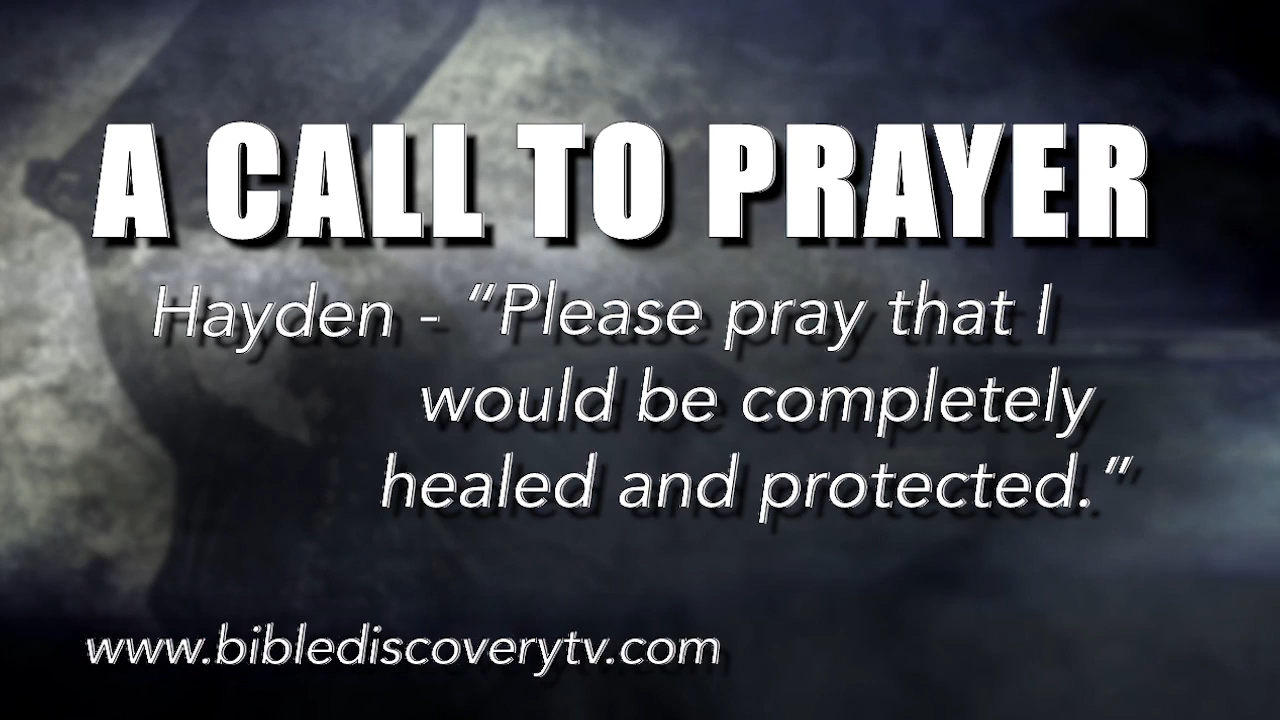 A CALL TO PRAYER
Hayden - “Please pray that I
would be completely
healed and protected.”
www.biblediscoverytv.com